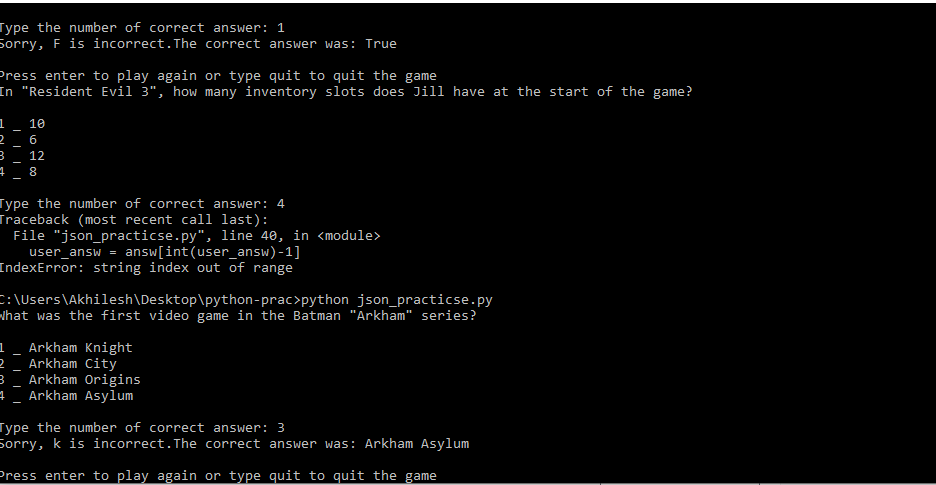 Type the number of correct answer: 1
Sorry, F is incorrect.The correct answer was: True
Press enter to play again or type quit to quit the game
In "Resident Evil 3", how many inventory slots does Jill have at the start of the game?
1 _ 10
2 _ 6
3 _ 12
4 _ 8
Type the number of correct answer: 4
Traceback (most recent call last):
File "json_practicse.py", line 40, in <module>
user_answ = answ[int(user_answ)-1]
IndexError: string index out of range
C:\Users\Akhilesh\Desktop\python-prac>python json_practicse.py
What was the first video game in the Batman "Arkham" series?
1 _ Arkham Knight
2 _ Arkham City
3 _ Arkham Origins
4 _ Arkham Asylum
Type the number of correct answer: 3
Sorry, k is incorrect.The correct answer was: Arkham Asylum
Press enter to play again or type quit to quit the game